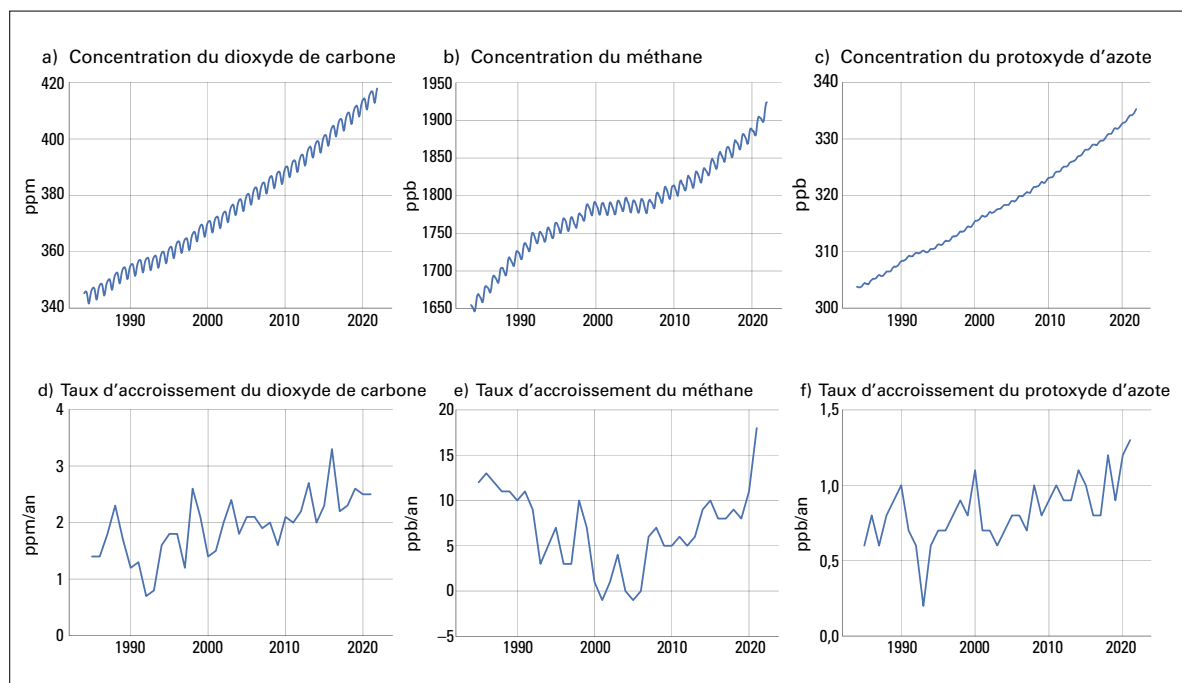 a) Concentration du dioxyde de carbone
420
400
380
360
340
ppm
1990 2000 2010 2020
b) Concentration du méthane
1950
1900
1850
1800
1750
1700
1650
ppb
1990 2000 2010 2020
c) Concentration du protoxyde d'azote
340
330
320
310
300
ppb
1990 2000 2010 2020
d) Taux d'accroissement du dioxyde de carbone
4
3
2
1
0
ppm/an
1990 2000 2010 2020
e) Taux d'accroissement du méthane
20
15
10
5
0
–5
ppb/an
1990 2000 2010 2020
f) Taux d'accroissement du protoxyde d'azote
1,5
1,0
0,5
0,0
ppb/an
1990 2000 2010 2020